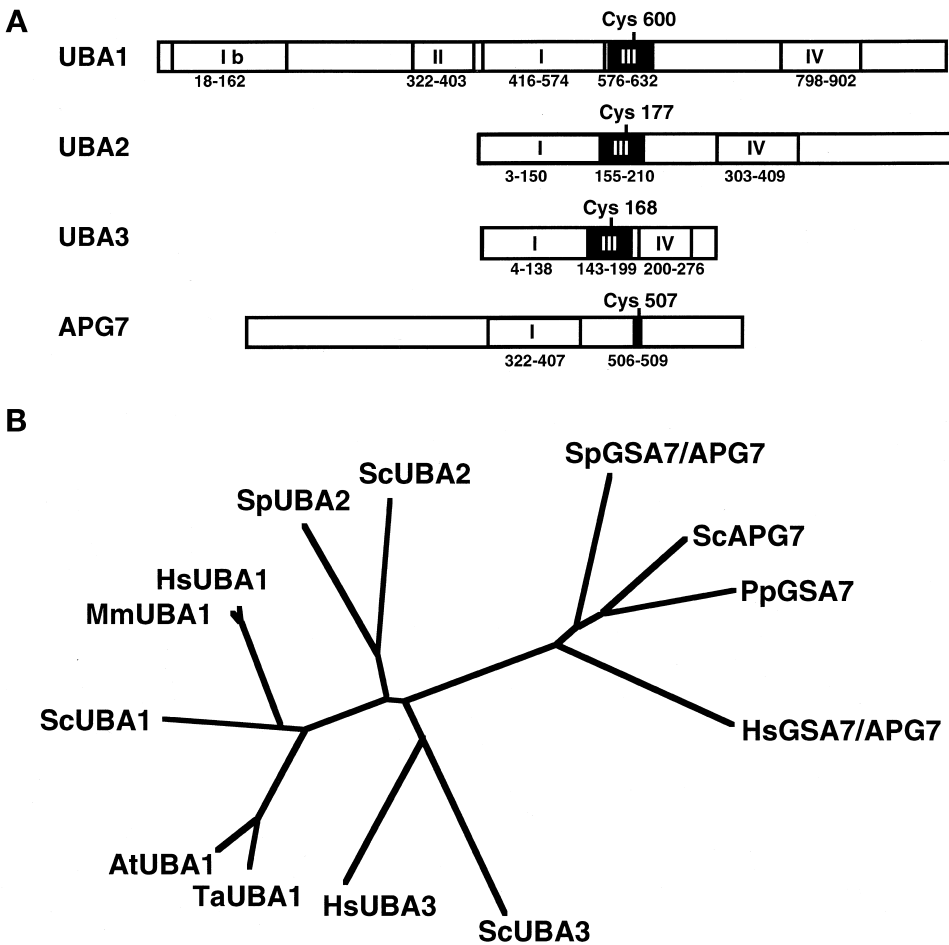 A
Cys 600
UBA1
I b
II
I
III
IV
18-162
322-403
416-574
576-632
798-902
Cys 177
UBA2
I
III
IV
3-150
155-210
303-409
Cys 168
UBA3
I
III
IV
4-138
143-199
200-276
Cys 507
APG7
I
322-407
506-509
B
SpGSA7/APG7
ScUBA2
SpUBA2
ScAPG7
HsUBA1
PpGSA7
MmUBA1
ScUBA1
HsGSA7/APG7
AtUBA1
TaUBA1
HsUBA3
ScUBA3